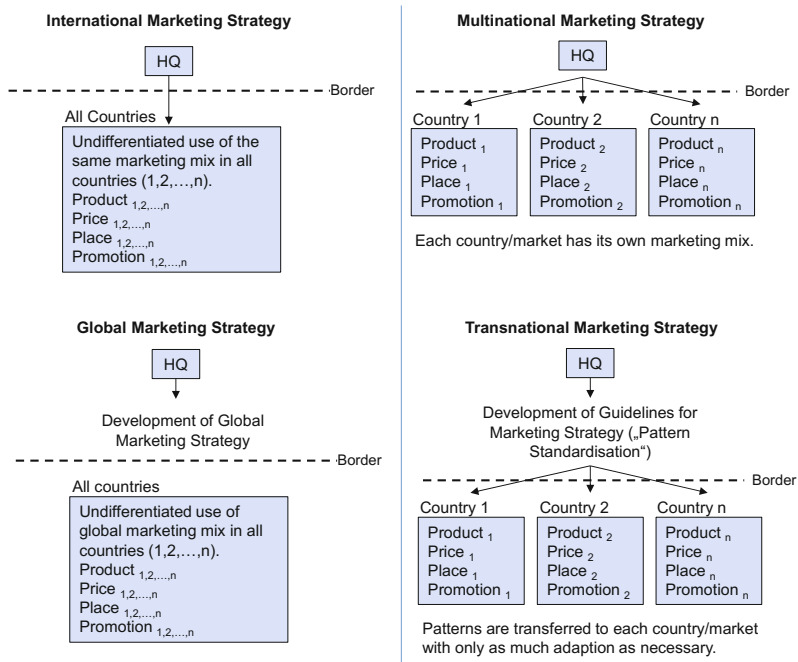 International Marketing Strategy
HQ
Border
All Countries
Undifferentiated use of the
same marketing mix in all
countries (1,2,…,n).
Product 1,2,…,n
Price 1,2,…,n
Place 1,2,…,n
Promotion 1,2,…,n
Multinational Marketing Strategy
HQ
Border
Country 1
Product 1
Price 1
Place 1
Promotion 1
Country 2
Product 2
Price 2
Place 2
Promotion 2
Country n
Product n
Price n
Place n
Promotion n
Each country/market has its own marketing mix.
Global Marketing Strategy
HQ
Development of Global
Marketing Strategy
Border
All countries
Undifferentiated use of
global marketing mix in all
countries (1,2,…,n).
Product 1,2,…,n
Price 1,2,…,n
Place 1,2,…,n
Promotion 1,2,…,n
Transnational Marketing Strategy
HQ
Development of Guidelines for
Marketing Strategy („Pattern
Standardisation“)
Border
Country 1
Product 1
Price 1
Place 1
Promotion 1
Country 2
Product 2
Price 2
Place 2
Promotion 2
Country n
Product n
Price n
Place n
Promotion n
Patterns are transferred to each country/market
with only as much adaption as necessary.